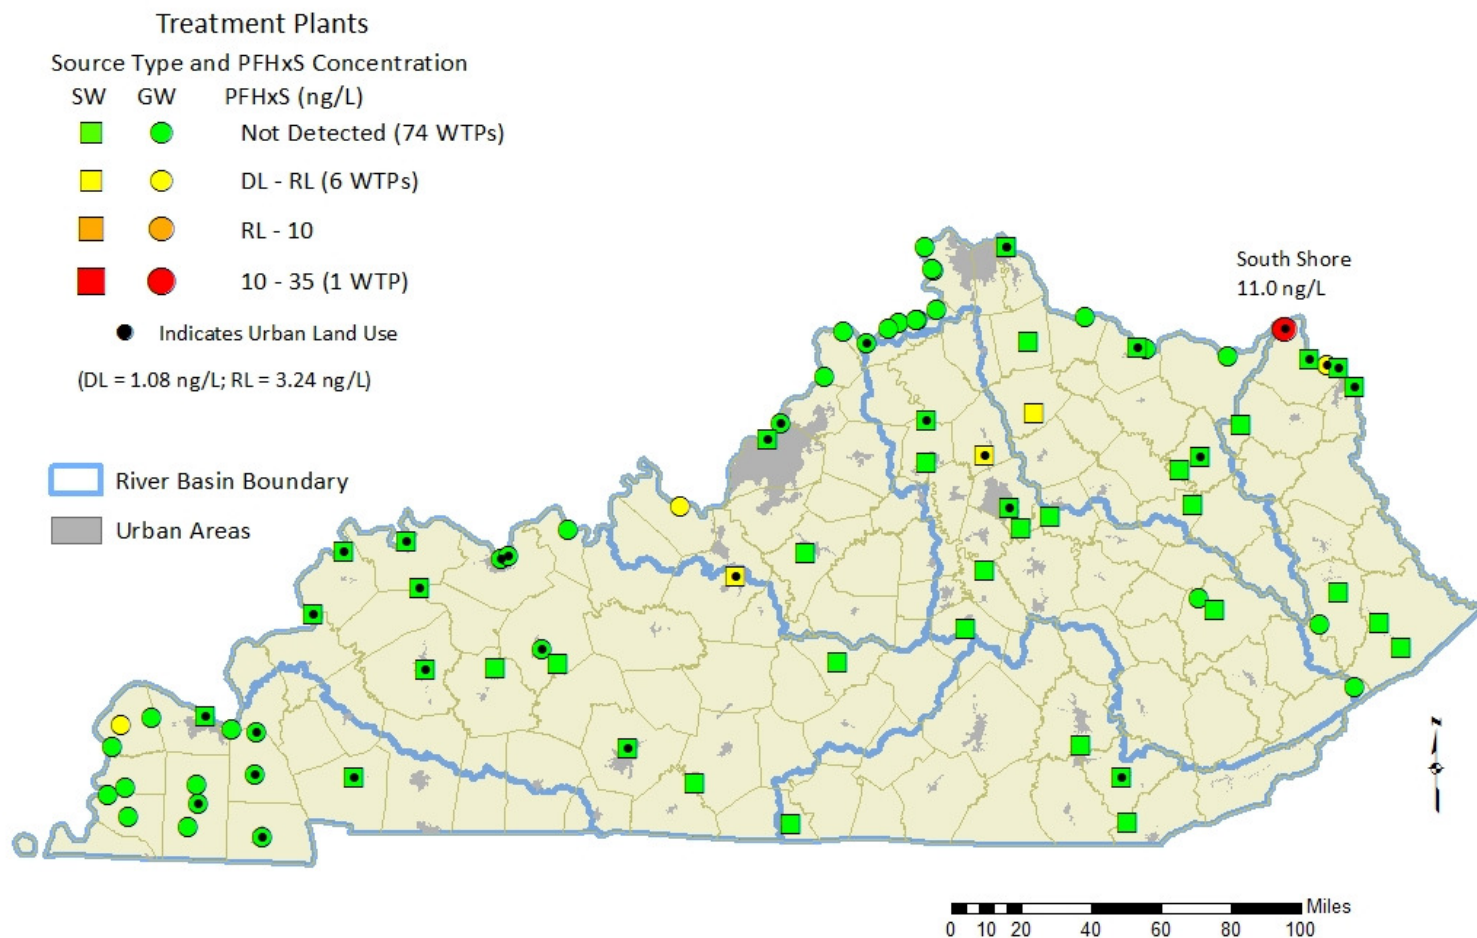 Treatment Plants
Source Type and PFHxS Concentration
SW GW PFHxS (ng/L)
Not Detected (74 WTPs)
DL - RL (6 WTPs)
RL - 10
10 - 35 (1 WTP)
Indicates Urban Land Use
(DL = 1.08 ng/L; RL = 3.24 ng/L)
River Basin Boundary
Urban Areas
South Shore
11.0 ng/L
N
Miles
0 10 20 40 60 80 100